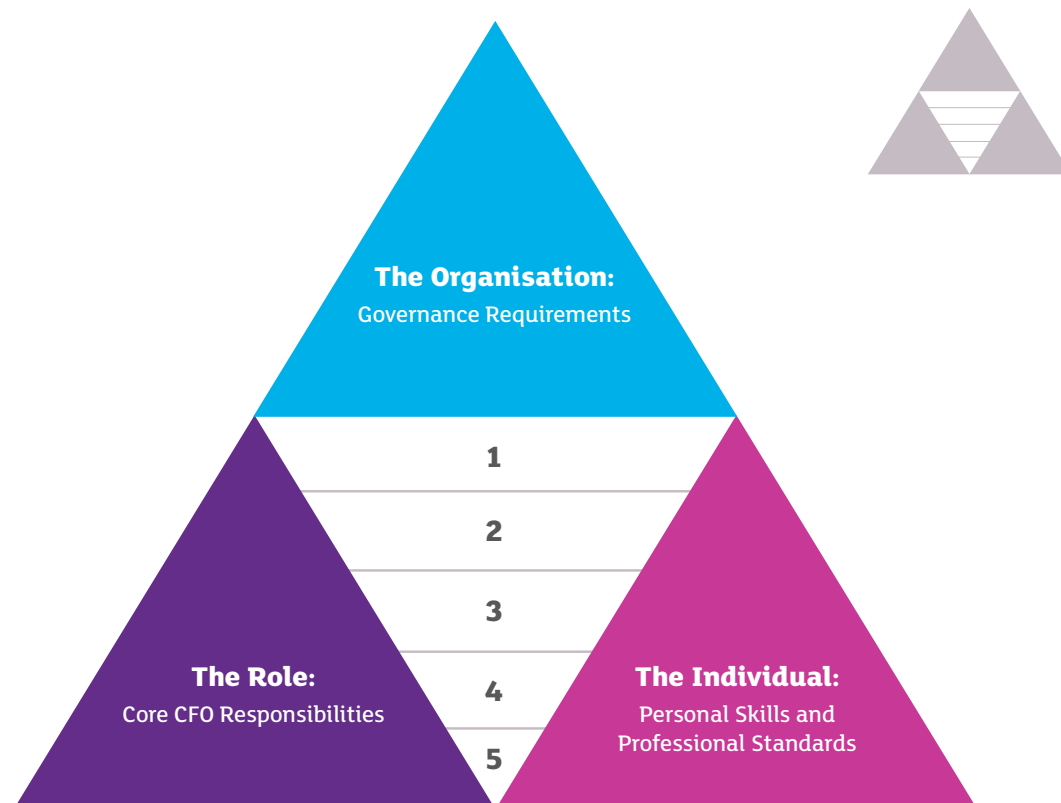 The Organisation:
Governance Requirements
1
2
3
4
5
The Role:
Core CFO Responsibilities
The Individual:
Personal Skills and
Professional Standards